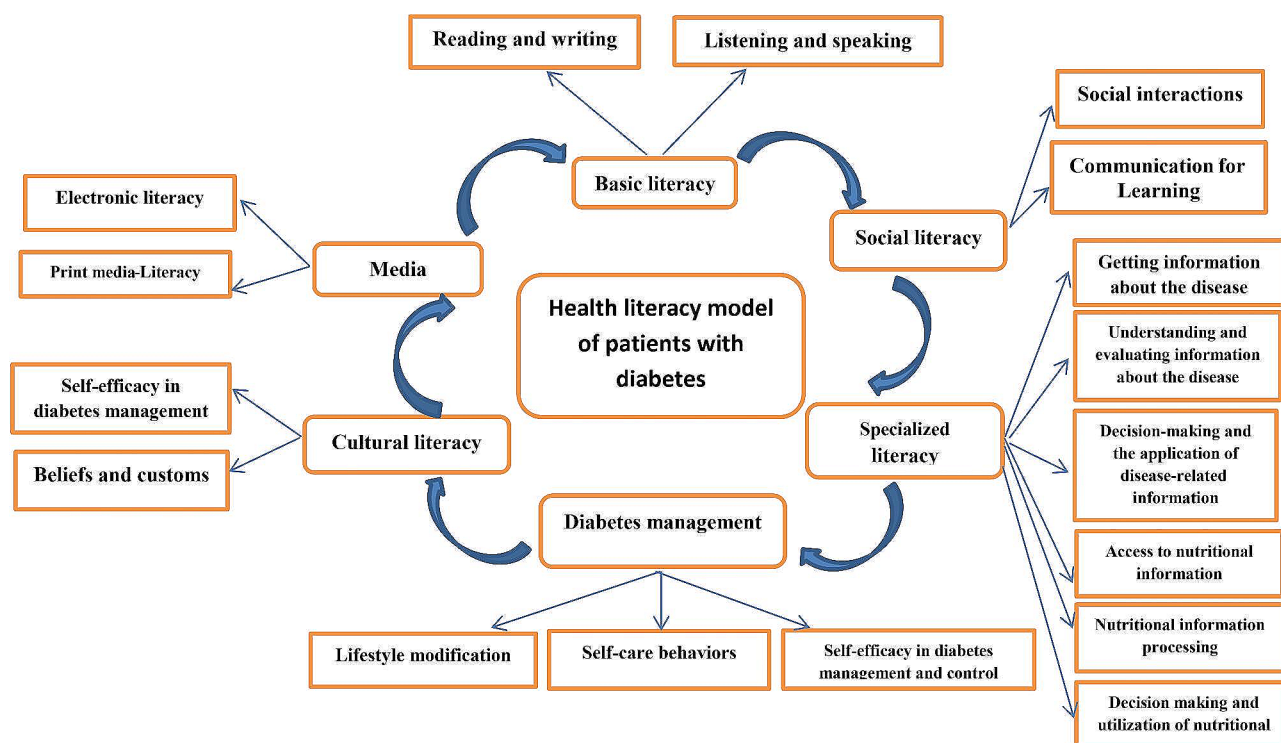 Reading and writing
Listening and speaking
Social interactions
Communication for
Learning
Basic literacy
Electronic literacy
Social literacy
Print media-Literacy
Media
Getting information
about the disease
Health literacy model
of patients with
diabetes
Understanding and
evaluating information
about the disease
Self-efficacy in
diabetes management
Cultural literacy
Beliefs and customs
Specialized
literacy
Decision-making and
the application of
disease-related
information
Diabetes management
Access to nutritional
information
Nutritional information
processing
Lifestyle modification
Self-care behaviors
Self-efficacy in diabetes
management and control
Decision making and
utilization of nutritional